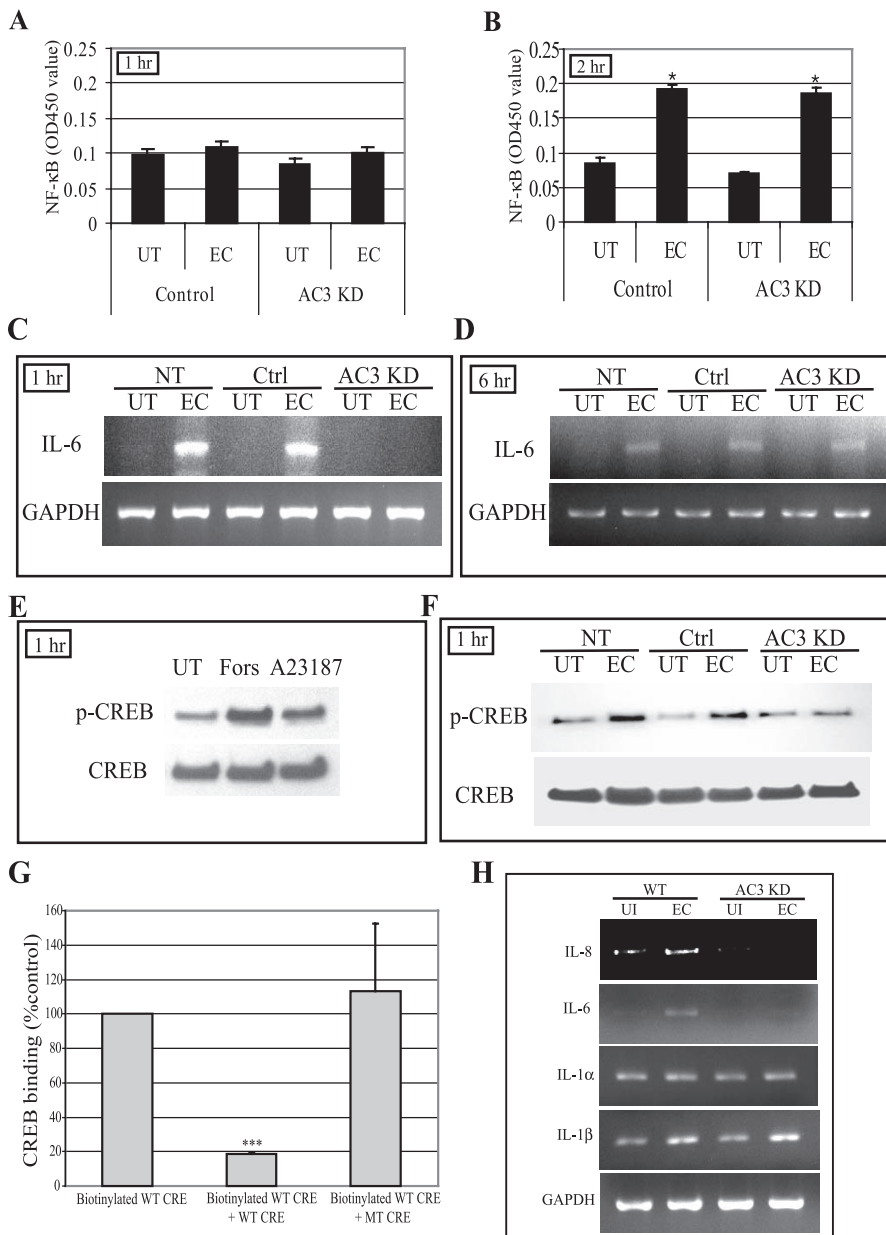 A
NF-κB (OD450 value)
0.25
0.2
0.15
0.1
0.05
0
1 hr
UT EC UT EC
Control AC3 KD
B
NF-κB (OD450 value)
0.25
0.2
0.15
0.1
0.05
0
2 hr
* *
UT EC UT EC
Control AC3 KD
C
1 hr
NT Ctrl AC3 KD
UT EC UT EC UT EC
IL-6
GAPDH
D
6 hr
NT Ctrl AC3 KD
UT EC UT EC UT EC
IL-6
GAPDH
E
1 hr
UT Fors A23187
p-CREB
CREB
F
1 hr
NT Ctrl AC3 KD
UT EC UT EC UT EC
p-CREB
CREB
G
CREB binding (%control)
160
140
120
100
80
60
40
20
0
***
Biotinylated WT CRE Biotinylated WT CRE Biotinylated WT CRE
+ WT CRE + MT CRE
H
WT AC3 KD
UI EC UI EC
IL-8
IL-6
IL-1α
IL-1β
GAPDH